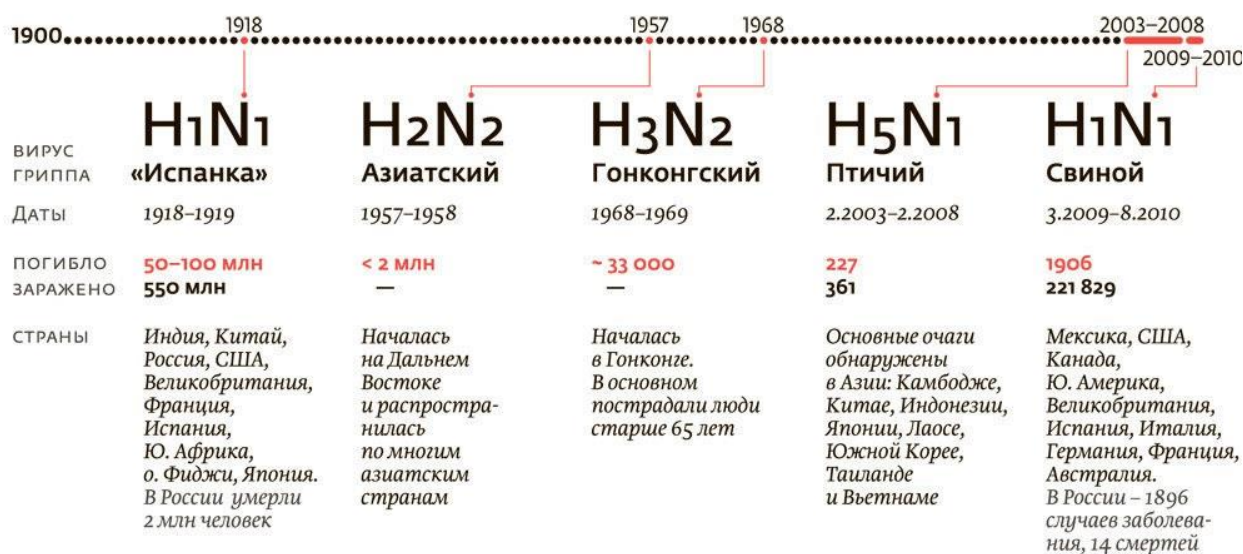 1900
1918
1957
1968
2003–2008
2009–2010
ВИРУС ГРИППА
H1N1
«Испанка»
H2N2
Азиатский
H3N2
Гонконгский
H5N1
Птичий
H1N1
Свиной
ДАТЫ
1918–1919
1957–1958
1968–1969
2.2003–2.2008
3.2009–8.2010
ПОГИБЛО
50–100 МЛН
< 2 МЛН
~ 33 000
227
1906
ЗАРАЖЕНО
550 МЛН
—
—
361
221 829
СТРАНЫ
Индия, Китай,
Россия, США,
Великобритания,
Франция,
Испания,
Ю. Африка,
о. Фиджи, Япония.
В России умерли
2 млн человек
Началась
на Дальнем
Востоке
и распростра-
нилась
по многим
азиатским
странам
Началась
в Гонконге.
В основном
пострадали люди
старше 65 лет
Основные очаги
обнаружены
в Азии: Камбодже,
Китае, Индонезии,
Японии, Лаосе,
Южной Корее,
Таиланде
и Вьетнаме
Мексика, США,
Канада,
Ю. Америка,
Великобритания,
Испания, Италия,
Германия, Франция,
Австралия.
В России – 1896
случаев заболева-
ния, 14 смертей